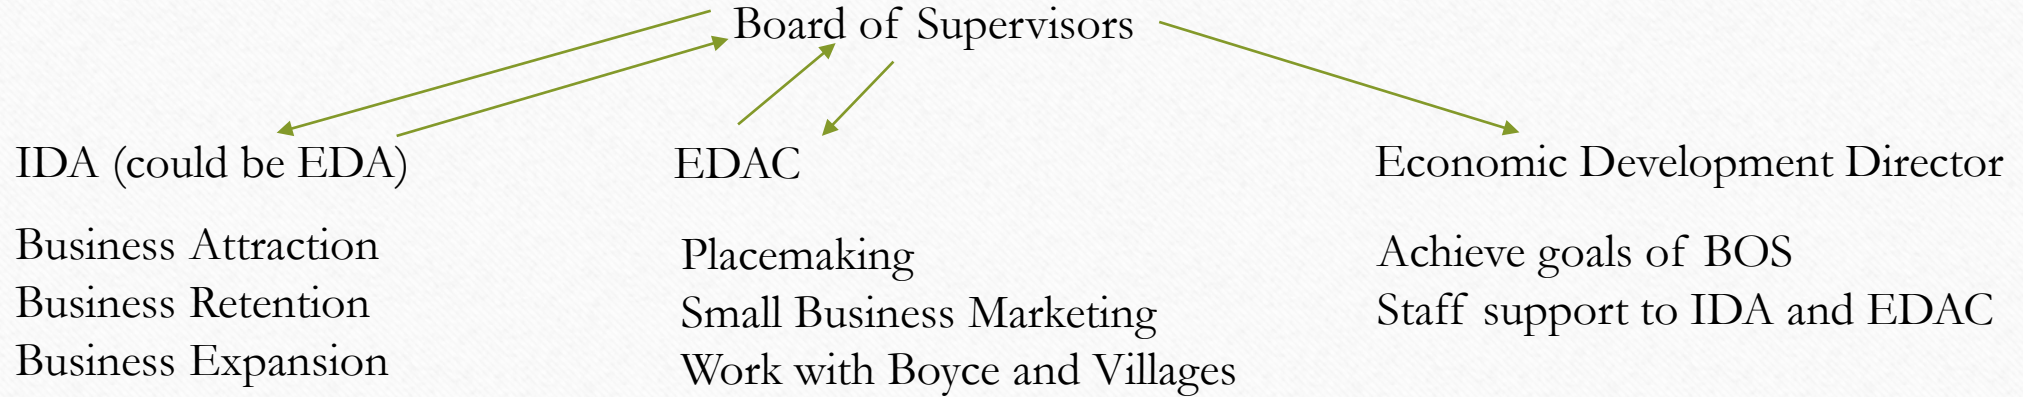 Board of Supervisors
IDA (could be EDA)
Business Attraction
Business Retention
Business Expansion
EDAC
Placemaking
Small Business Marketing
Work with Boyce and Villages
Economic Development Director
Achieve goals of BOS
Staff support to IDA and EDAC